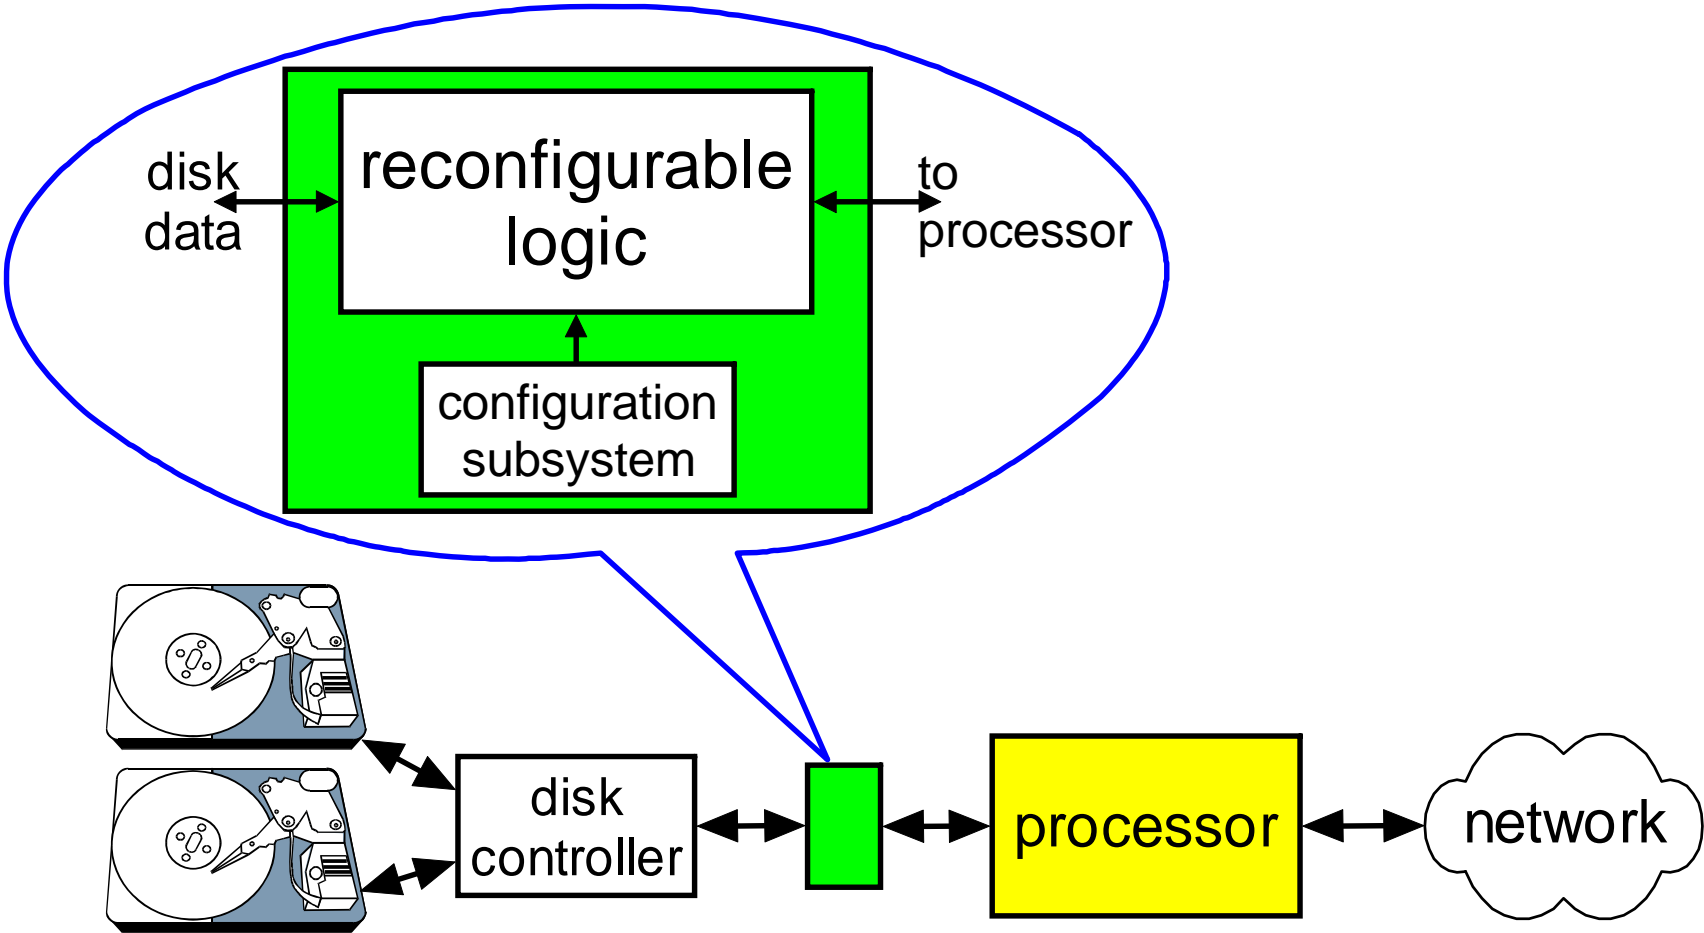 reconfigurable
logic
disk
data
to
processor
configuration
subsystem
disk
controller
processor
network